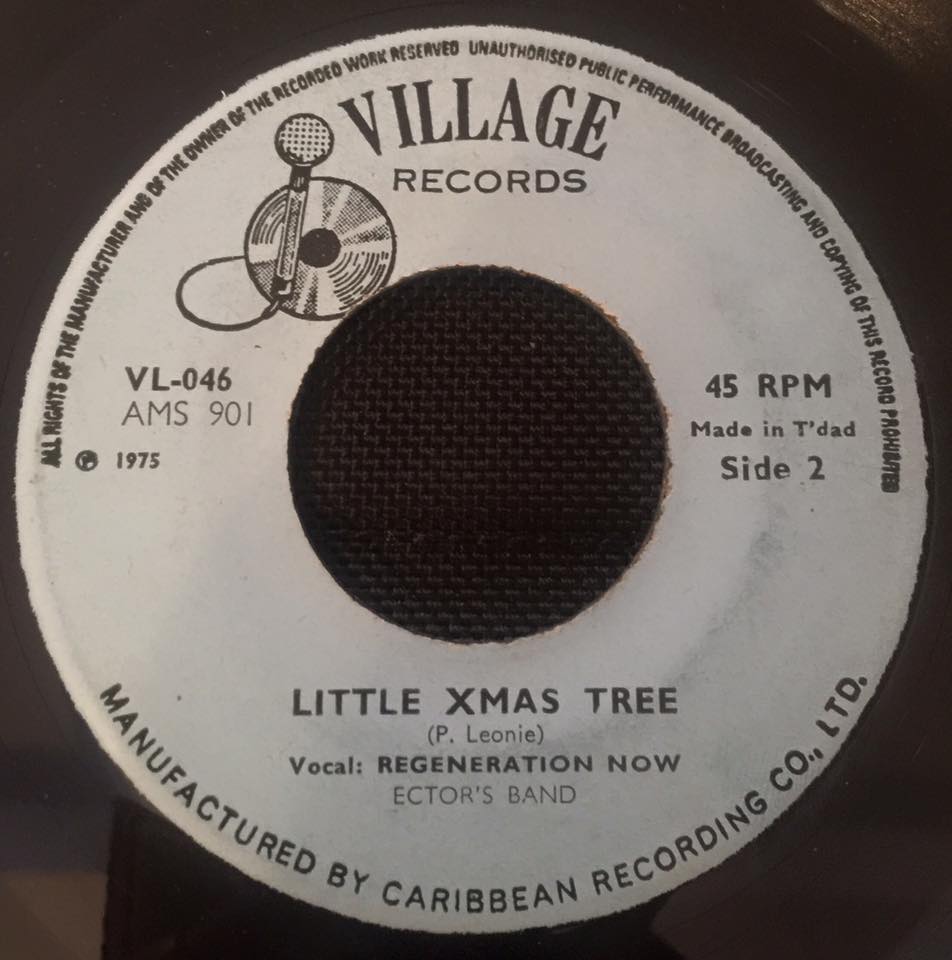 ALL RIGHTS OF THE MANUFACTURER AND OF THE OWNER OF THE RECORDED WORK RESERVED UNAUTHORISED PUBLIC PERFORMANCE BROADCASTING AND COPYING OF THIS RECORD PROHIBITED
VILLAGE
RECORDS
VL-046
AMS 901
℗ 1975
45 RPM
Made in T'dad
Side 2
LITTLE XMAS TREE
(P. Leonie)
Vocal: REGENERATION NOW
ECTOR'S BAND
MANUFACTURED BY CARIBBEAN RECORDING CO., LTD.